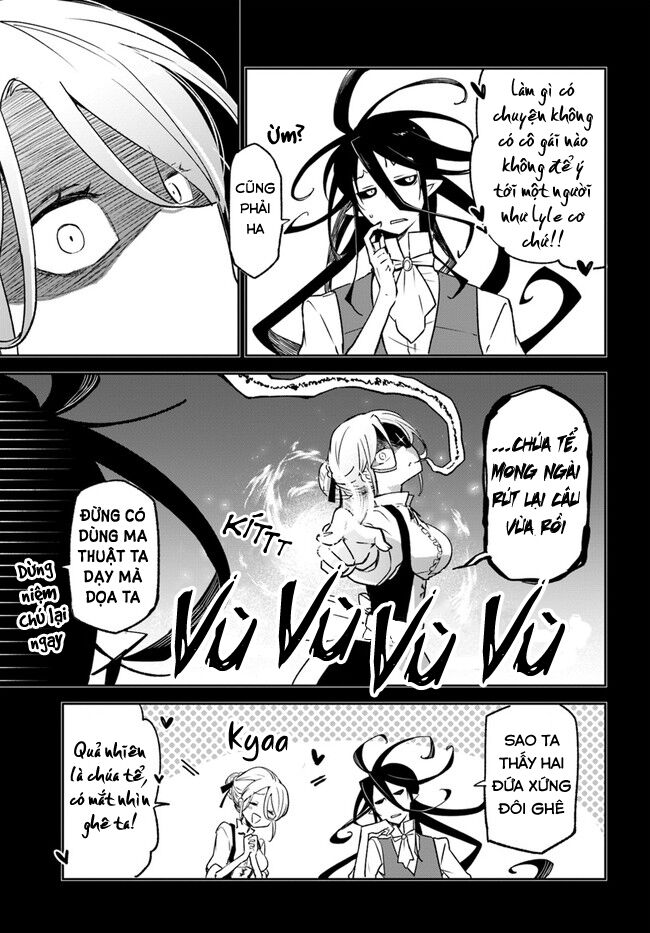 Làm gì có
chuyện không
có cô gái nào
không để ý
tới một người
như Lyle cơ
chứ!!
Ừm?
CŨNG
PHẢI
HA
...CHÚA TỂ,
MONG NGÀI
RÚT LẠI CÂU
VỪA RỒI
KÍTTT
ĐỪNG CÓ
DÙNG MA
THUẬT TA
DẠY MÀ
DỌA TA
Dừng
niệm
chú lại
ngay
VÙ VÙ VÙ VÙ
SAO TA
THẤY HAI
ĐỨA XỨNG
ĐÔI GHÊ
Kyaa
Quả nhiên
là chúa tể,
có mắt nhìn
ghê ta!